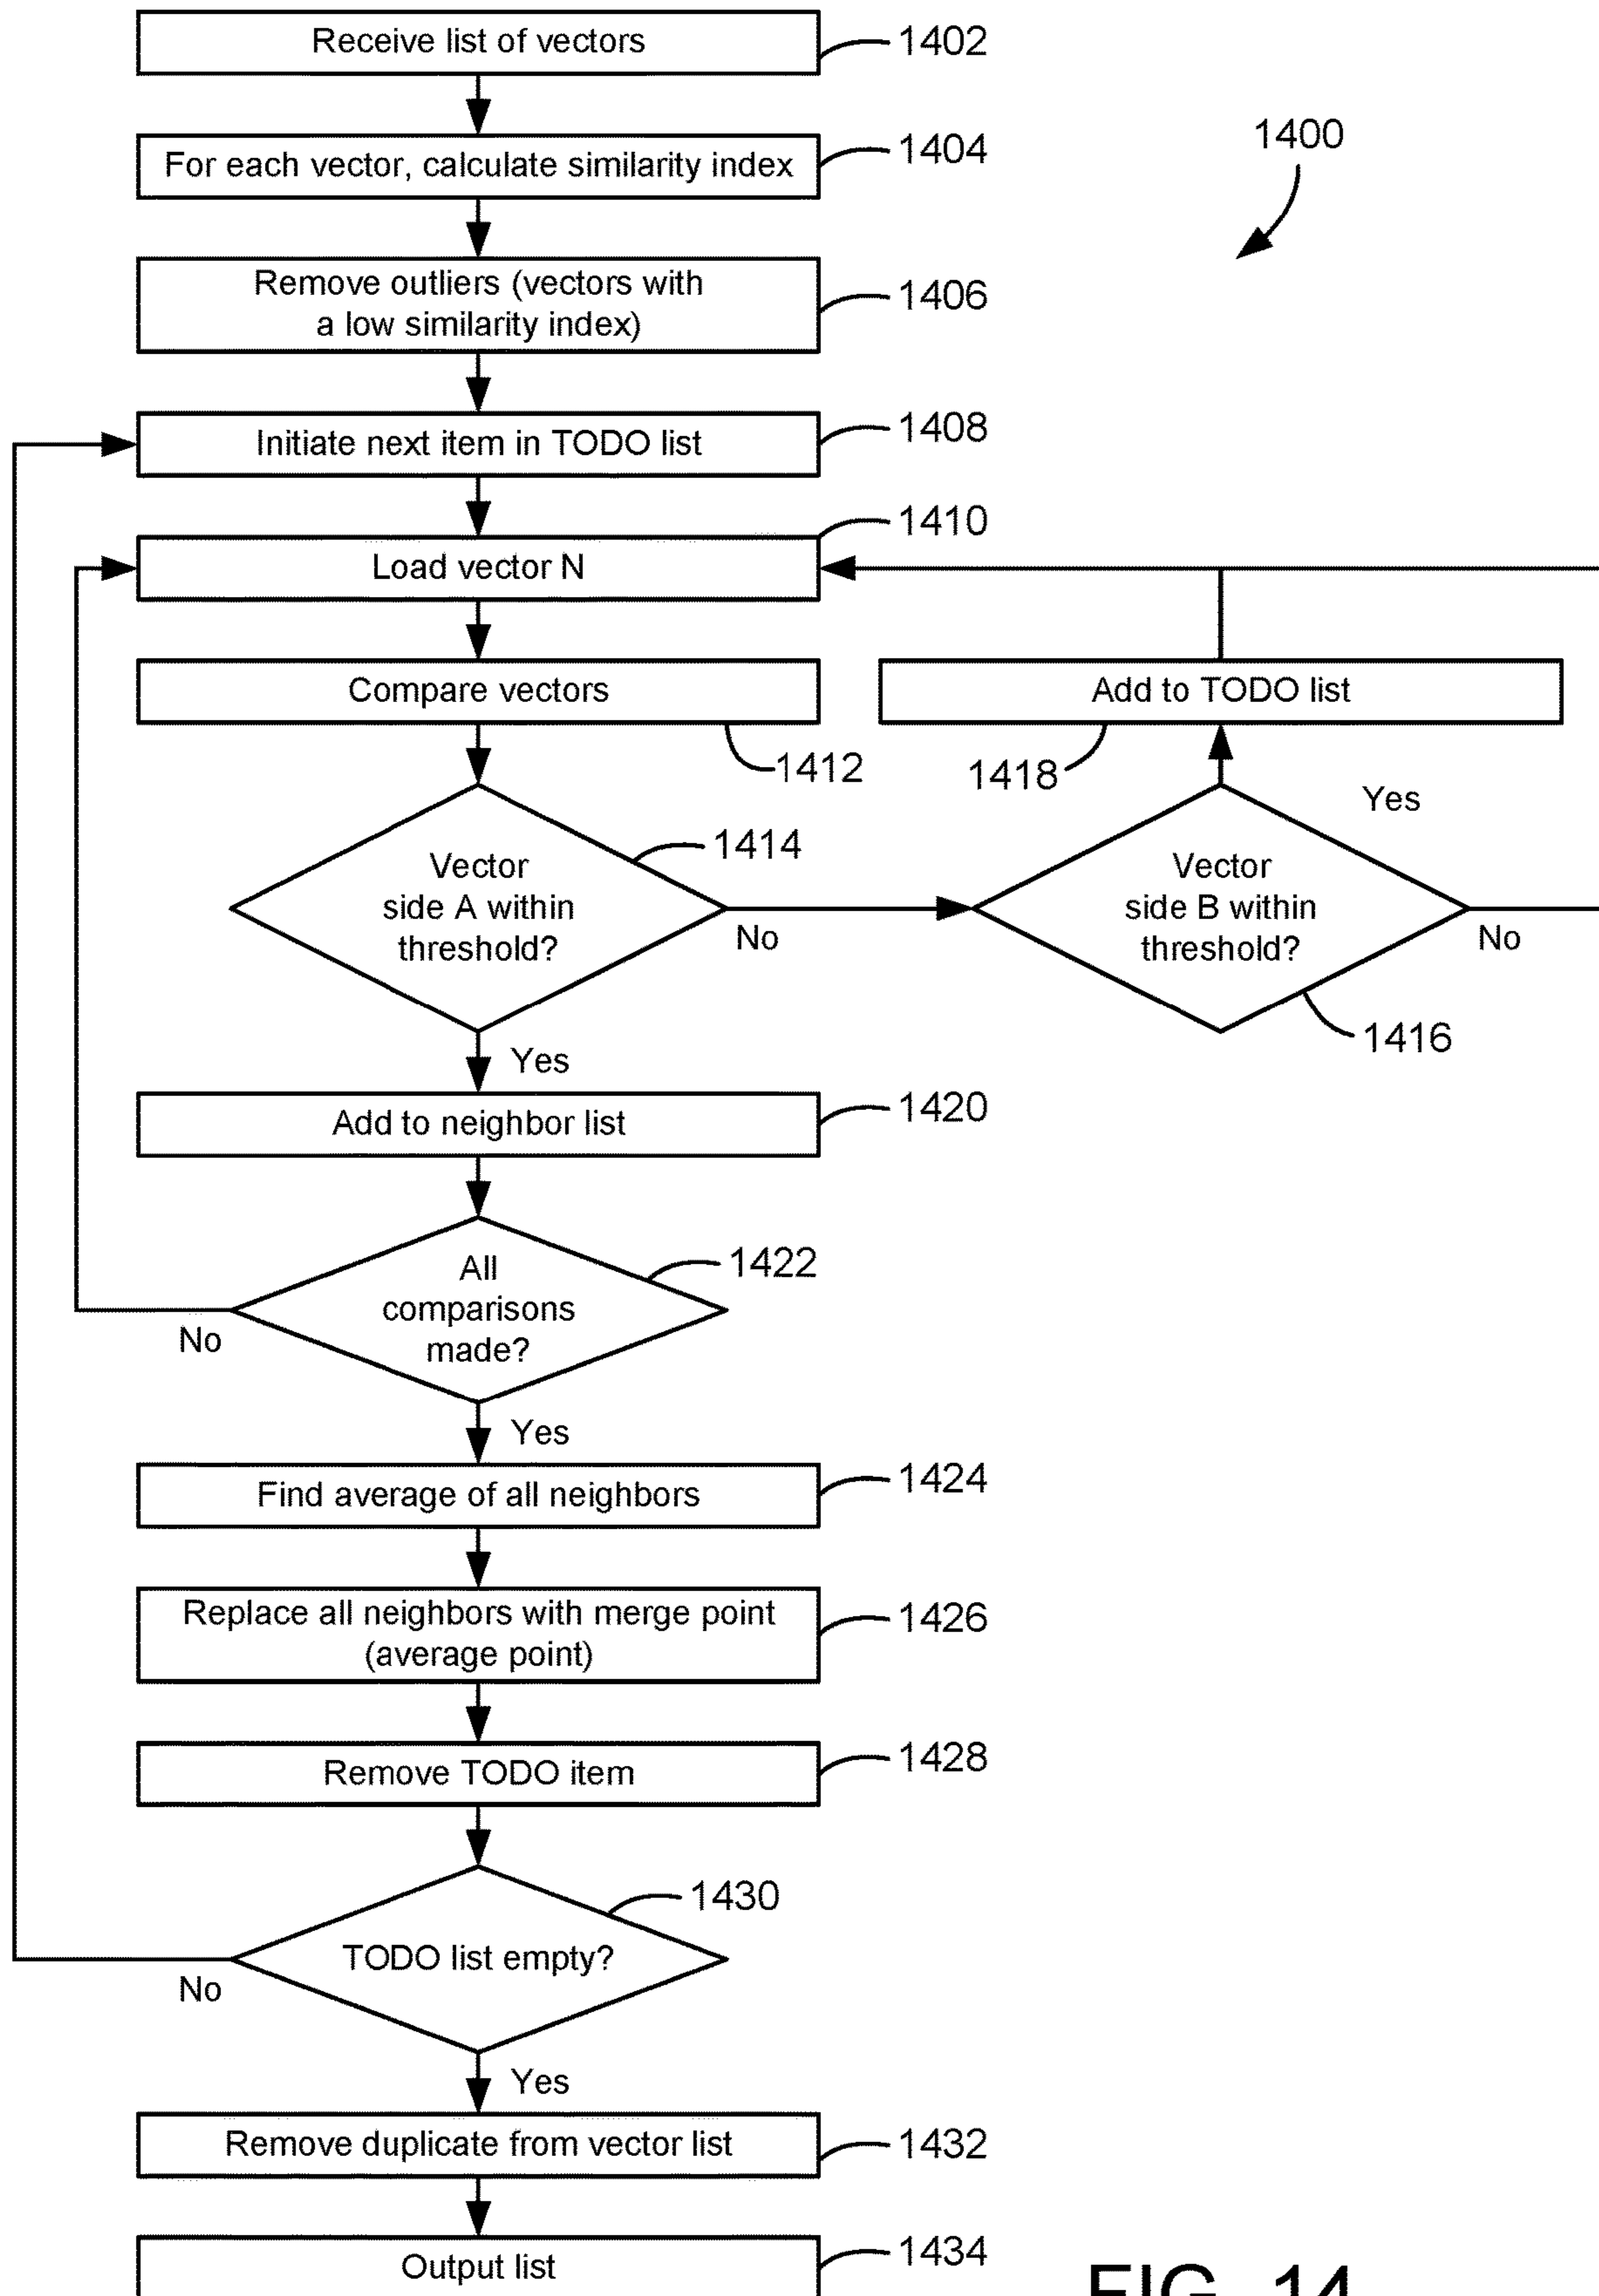 Receive list of vectors
1402
For each vector, calculate similarity index
1404
1400
Remove outliers (vectors with
a low similarity index)
1406
Initiate next item in TODO list
1408
Load vector N
1410
Compare vectors
1412
Add to TODO list
1418
Yes
Vector
side A within
threshold?
1414
No
Vector
side B within
threshold?
No
1416
Yes
Add to neighbor list
1420
All
comparisons
made?
1422
No
Yes
Find average of all neighbors
1424
Replace all neighbors with merge point
(average point)
1426
Remove TODO item
1428
TODO list empty?
1430
No
Yes
Remove duplicate from vector list
1432
Output list
1434
FIG. 14